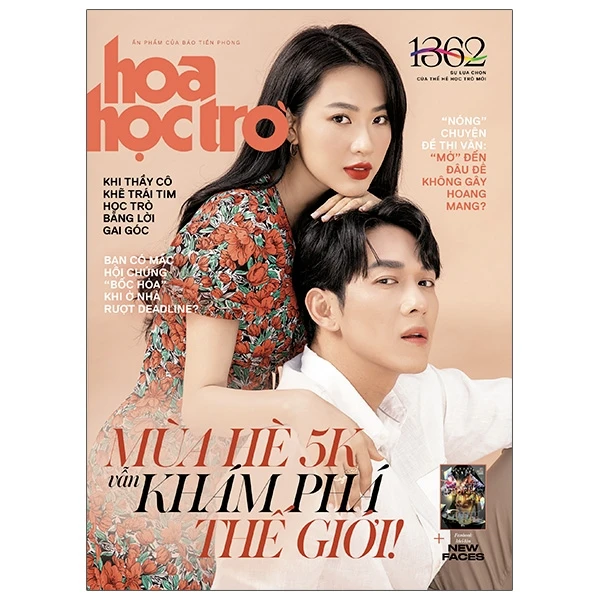 ẤN PHẨM CỦA BÁO TIỀN PHONG
hoa
học trò
1362
SỰ LỰA CHỌN
CỦA THẾ HỆ HỌC TRÒ MỚI
"NÓNG"
CHUYỆN
ĐỀ THI VĂN:
"MỞ" ĐẾN
ĐÂU ĐỂ
KHÔNG GÂY
HOANG
MANG?
KHI THẦY CÔ
KHẼ TRÁI TIM
HỌC TRÒ
BẰNG LỜI
GAI GÓC
BẠN CÓ MẮC
HỘI CHỨNG
"BỐC HỎA"
KHI Ở NHÀ
RƯỢT DEADLINE?
MÙA HÈ 5K
vẫn KHÁM PHÁ
THẾ GIỚI!
+
NEW
FACES